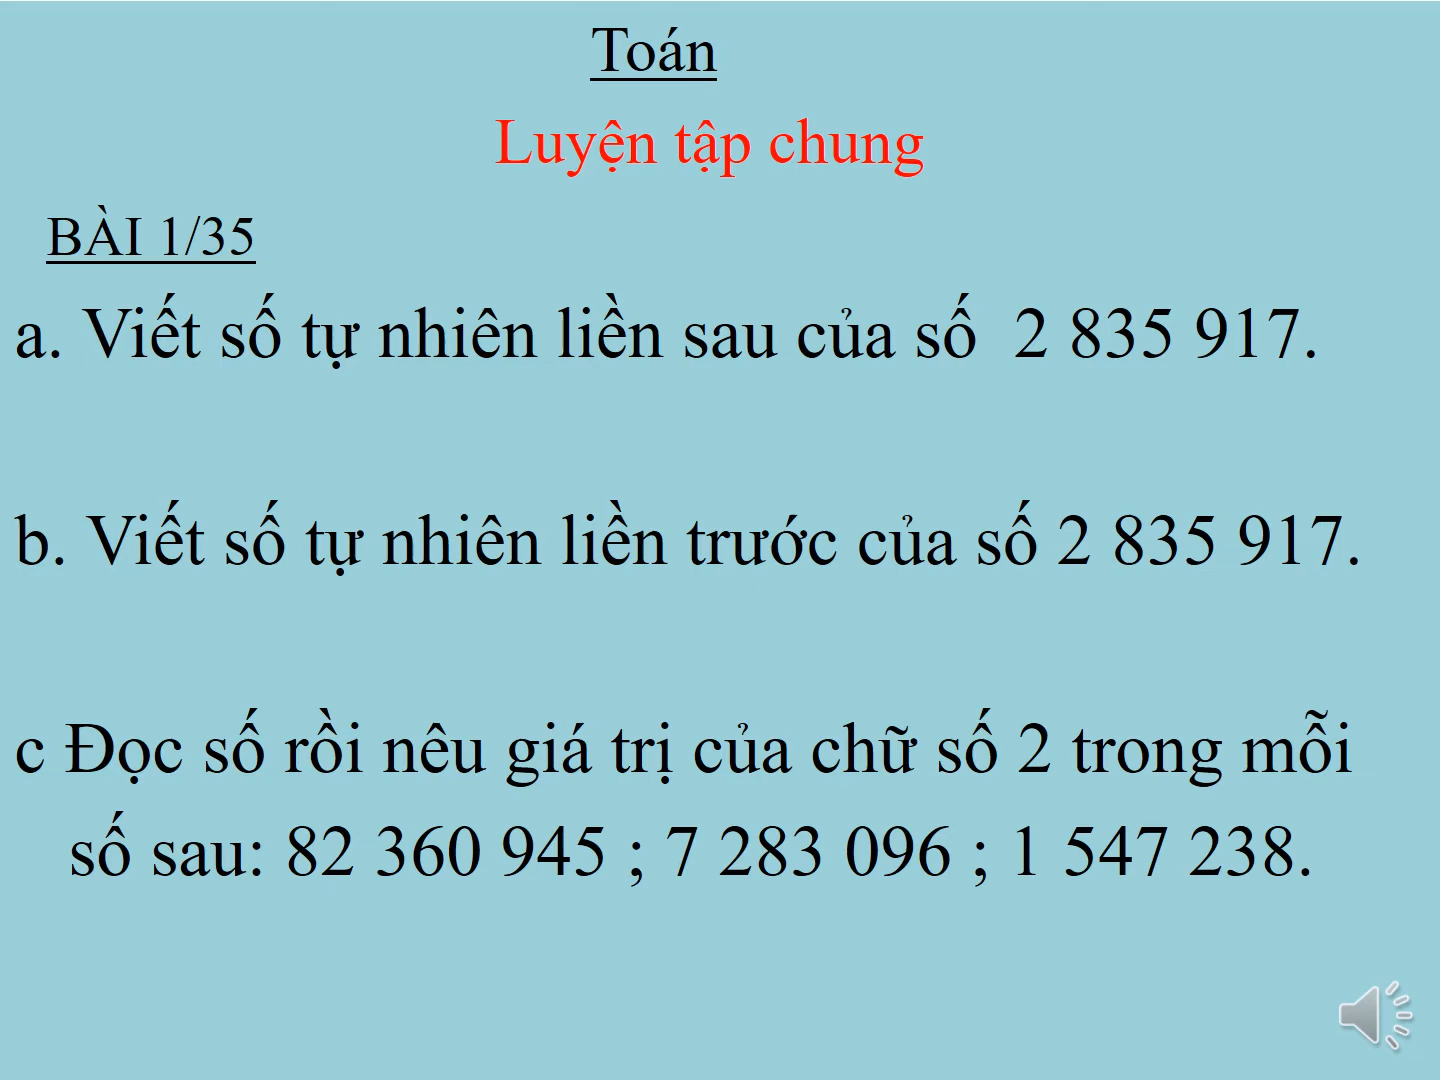 Toán
Luyện tập chung
BÀI 1/35
a. Viết số tự nhiên liền sau của số 2 835 917.
b. Viết số tự nhiên liền trước của số 2 835 917.
c Đọc số rồi nêu giá trị của chữ số 2 trong mỗi
số sau: 82 360 945 ; 7 283 096 ; 1 547 238.